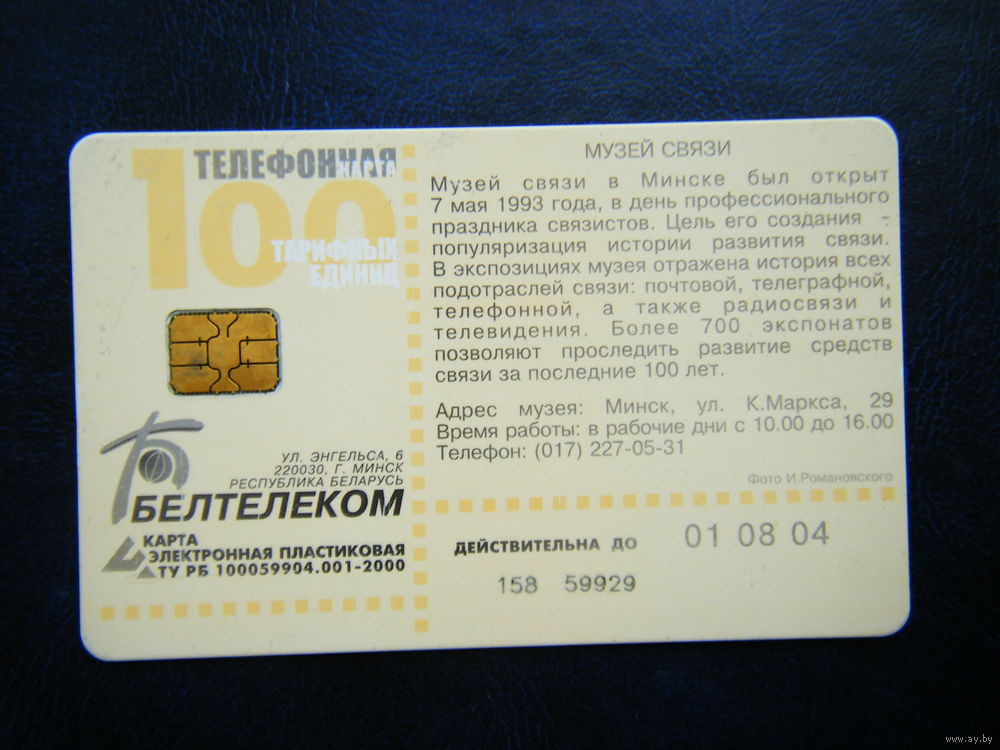 100
ТЕЛЕФОННАЯ
КАРТА
ТАРИФНЫХ
ЕДИНИЦ
УЛ. ЭНГЕЛЬСА, 6
220030, Г. МИНСК
РЕСПУБЛИКА БЕЛАРУСЬ
БЕЛТЕЛЕКОМ
КАРТА
ЭЛЕКТРОННАЯ ПЛАСТИКОВАЯ
ТУ РБ 100059904.001-2000
МУЗЕЙ СВЯЗИ
Музей связи в Минске был открыт
7 мая 1993 года, в день профессионального
праздника связистов. Цель его создания -
популяризация истории развития связи.
В экспозициях музея отражена история всех
подотраслей связи: почтовой, телеграфной,
телефонной, а также радиосвязи и
телевидения. Более 700 экспонатов
позволяют проследить развитие средств
связи за последние 100 лет.
Адрес музея: Минск, ул. К.Маркса, 29
Время работы: в рабочие дни с 10.00 до 16.00
Телефон: (017) 227-05-31
Фото И.Романовского
ДЕЙСТВИТЕЛЬНА ДО 01 08 04
158 59929
www.ay.by